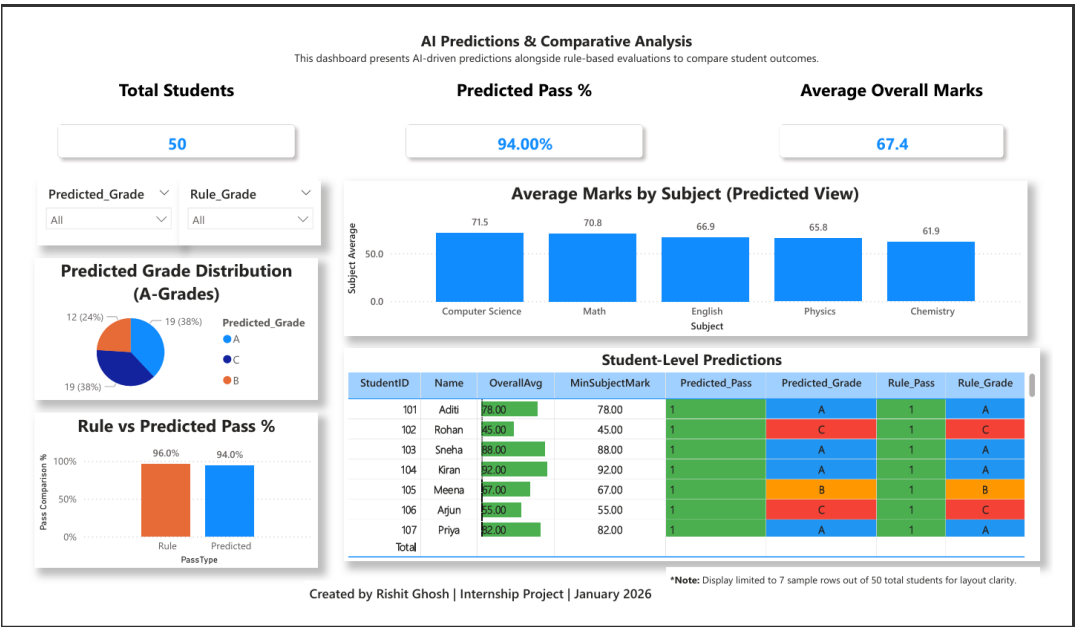 AI Predictions & Comparative Analysis
This dashboard presents AI-driven predictions alongside rule-based evaluations to compare student outcomes.
Total Students
Predicted Pass %
Average Overall Marks
50
94.00%
67.4
Predicted_Grade
Rule_Grade
All
All
Predicted Grade Distribution
(A-Grades)
12 (24%)
19 (38%)
19 (38%)
Predicted_Grade
A
C
B
Rule vs Predicted Pass %
Pass Comparison %
100%
50%
0%
96.0%
94.0%
Rule
Predicted
PassType
Average Marks by Subject (Predicted View)
Subject Average
50.0
0.0
71.5
70.8
66.9
65.8
61.9
Computer Science
Math
English
Physics
Chemistry
Subject
Student-Level Predictions
StudentID Name OverallAvg MinSubjectMark Predicted_Pass Predicted_Grade Rule_Pass Rule_Grade
101 Aditi 78.00 78.00 1 A 1 A
102 Rohan 45.00 45.00 1 C 1 C
103 Sneha 88.00 88.00 1 A 1 A
104 Kiran 92.00 92.00 1 A 1 A
105 Meena 67.00 67.00 1 B 1 B
106 Arjun 55.00 55.00 1 C 1 C
107 Priya 82.00 82.00 1 A 1 A
Total
*Note: Display limited to 7 sample rows out of 50 total students for layout clarity.
Created by Rishit Ghosh | Internship Project | January 2026